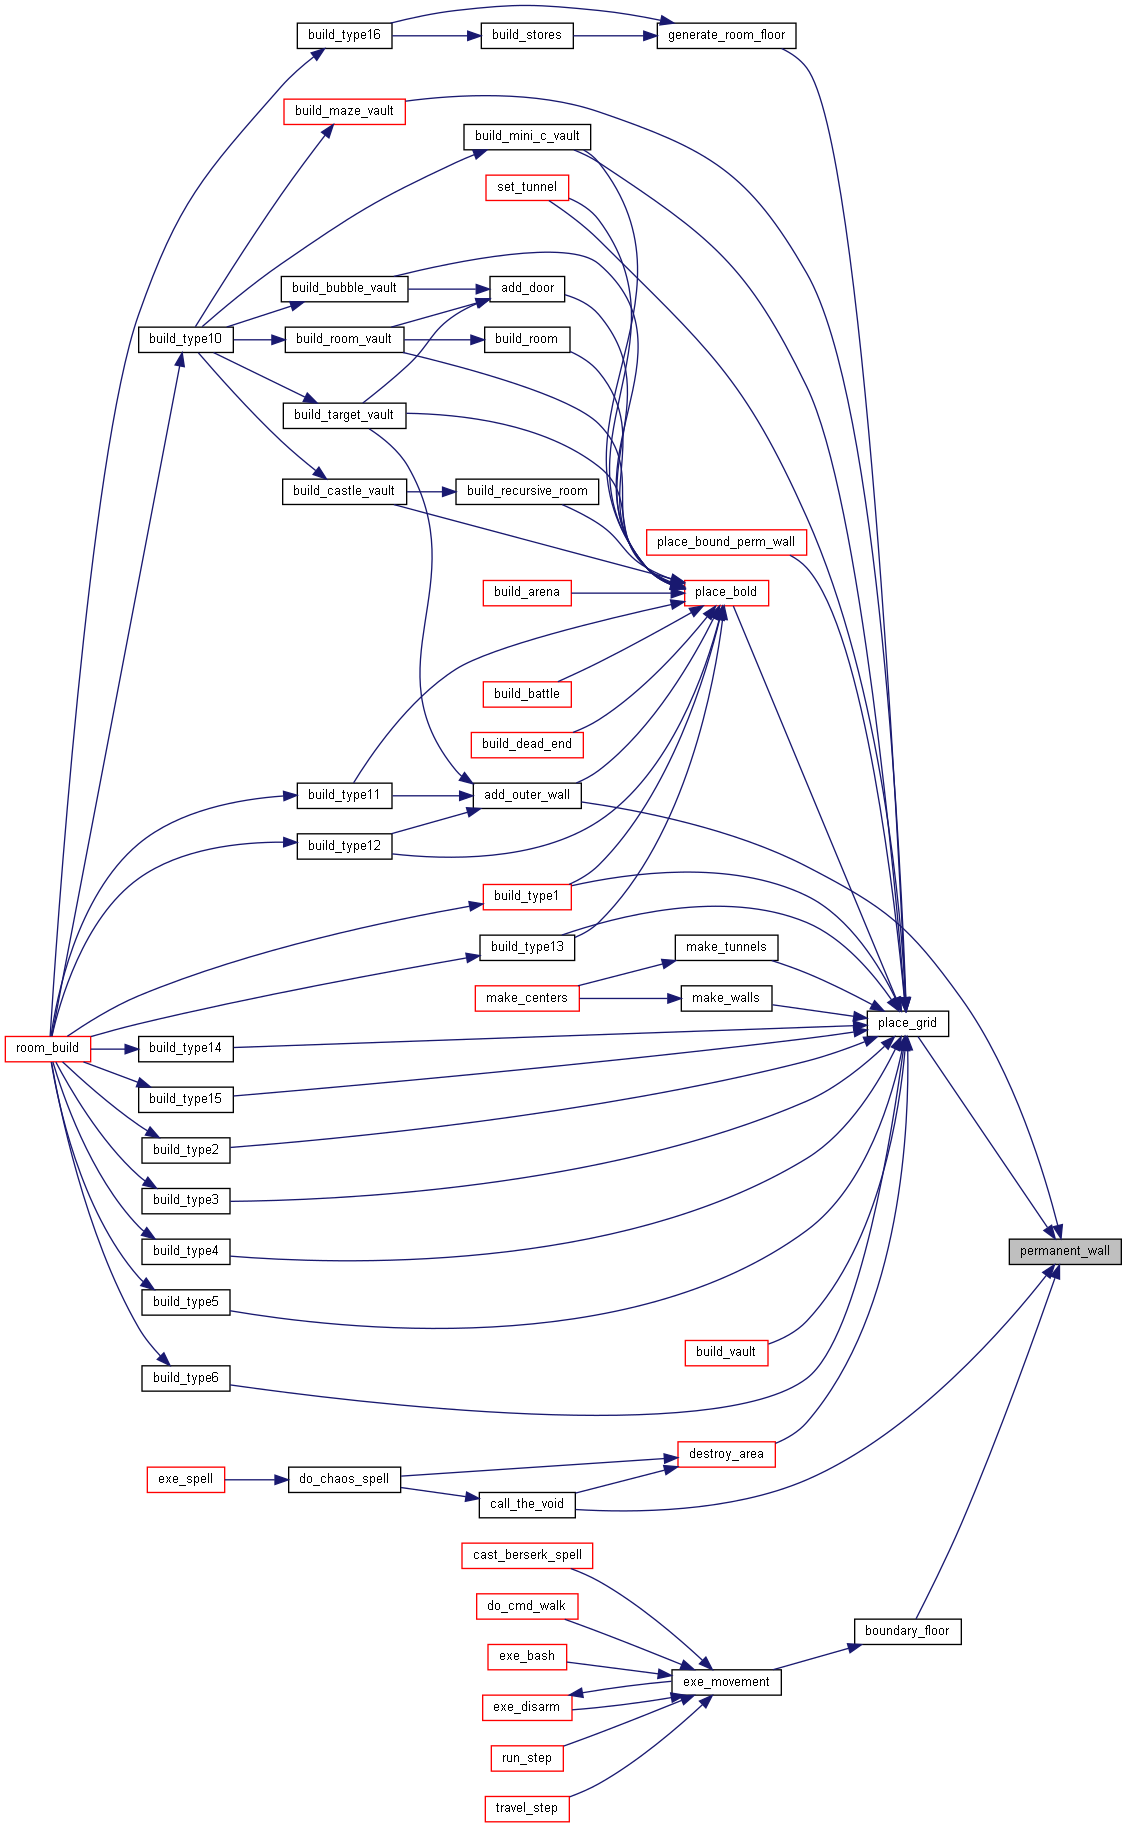 build_type16
build_stores
generate_room_floor
build_maze_vault
build_mini_c_vault
set_tunnel
build_bubble_vault
add_door
build_type10
build_room_vault
build_room
build_target_vault
build_castle_vault
build_recursive_room
place_bound_perm_wall
build_arena
place_bold
build_battle
build_dead_end
build_type11
add_outer_wall
build_type12
build_type1
build_type13
make_tunnels
make_centers
make_walls
place_grid
room_build
build_type14
build_type15
build_type2
build_type3
build_type4
permanent_wall
build_type5
build_vault
build_type6
destroy_area
exe_spell
do_chaos_spell
call_the_void
cast_berserk_spell
do_cmd_walk
boundary_floor
exe_bash
exe_movement
exe_disarm
run_step
travel_step